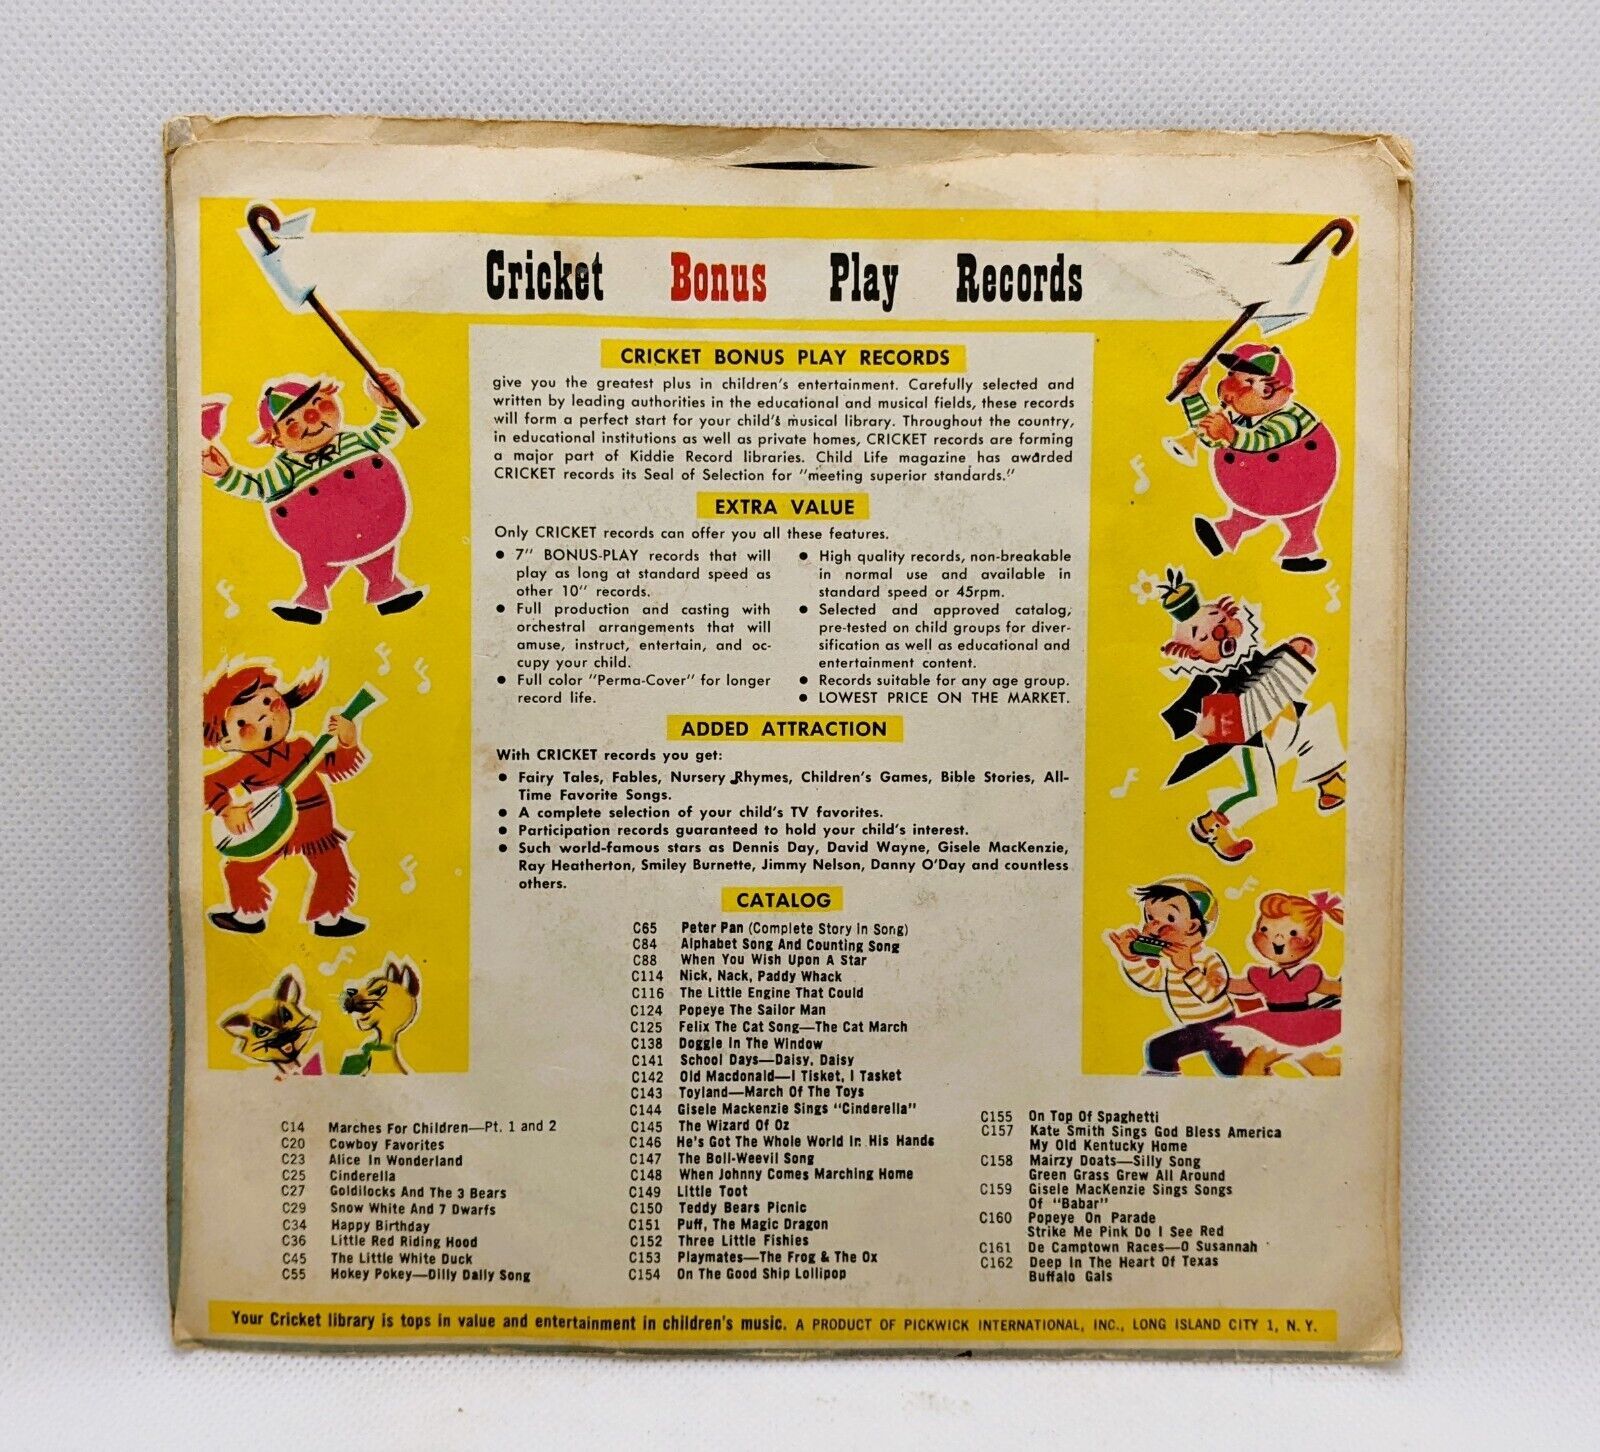 Cricket Bonus Play Records
CRICKET BONUS PLAY RECORDS
give you the greatest plus in children's entertainment. Carefully selected and
written by leading authorities in the educational and musical fields, these records
will form a perfect start for your child's musical library. Throughout the country,
in educational institutions as well as private homes, CRICKET records are forming
a major part of Kiddie Record libraries. Child Life magazine has awarded
CRICKET records its Seal of Selection for "meeting superior standards."
EXTRA VALUE
Only CRICKET records can offer you all these features.
• 7" BONUS-PLAY records that will
play as long at standard speed as
other 10" records.
• Full production and casting with
orchestral arrangements that will
amuse, instruct, entertain, and oc-
cupy your child.
• Full color "Perma-Cover" for longer
record life.
• High quality records, non-breakable
in normal use and available in
standard speed or 45rpm.
• Selected and approved catalog,
pre-tested on child groups for diver-
sification as well as educational and
entertainment content.
• Records suitable for any age group.
• LOWEST PRICE ON THE MARKET.
ADDED ATTRACTION
With CRICKET records you get:
• Fairy Tales, Fables, Nursery Rhymes, Children's Games, Bible Stories, All-
Time Favorite Songs.
• A complete selection of your child's TV favorites.
• Participation records guaranteed to hold your child's interest.
• Such world-famous stars as Dennis Day, David Wayne, Gisele MacKenzie,
Ray Heatherton, Smiley Burnette, Jimmy Nelson, Danny O'Day and countless
others.
CATALOG
C14 Marches For Children—Pt. 1 and 2
C20 Cowboy Favorites
C23 Alice In Wonderland
C25 Cinderella
C27 Goldilocks And The 3 Bears
C29 Snow White And 7 Dwarfs
C34 Happy Birthday
C36 Little Red Riding Hood
C45 The Little White Duck
C55 Hokey Pokey—Dilly Dally Song
C65 Peter Pan (Complete Story In Song)
C84 Alphabet Song And Counting Song
C88 When You Wish Upon A Star
C114 Nick, Nack, Paddy Whack
C116 The Little Engine That Could
C124 Popeye The Sailor Man
C125 Felix The Cat Song—The Cat March
C138 Doggie In The Window
C141 School Days—Daisy, Daisy
C142 Old Macdonald—I Tisket, I Tasket
C143 Toyland—March Of The Toys
C144 Gisele Mackenzie Sings "Cinderella"
C145 The Wizard Of Oz
C146 He's Got The Whole World In His Hands
C147 The Boll-Weevil Song
C148 When Johnny Comes Marching Home
C149 Little Toot
C150 Teddy Bears Picnic
C151 Puff, The Magic Dragon
C152 Three Little Fishies
C153 Playmates—The Frog & The Ox
C154 On The Good Ship Lollipop
C155 On Top Of Spaghetti
C157 Kate Smith Sings God Bless America
My Old Kentucky Home
C158 Mairzy Doats—Silly Song
Green Grass Grew All Around
C159 Gisele MacKenzie Sings Songs
Of "Babar"
C160 Popeye On Parade
Strike Me Pink Do I See Red
C161 De Camptown Races—O Susannah
C162 Deep In The Heart Of Texas
Buffalo Gals
Your Cricket library is tops in value and entertainment in children's music. A PRODUCT OF PICKWICK INTERNATIONAL, INC., LONG ISLAND CITY 1, N. Y.